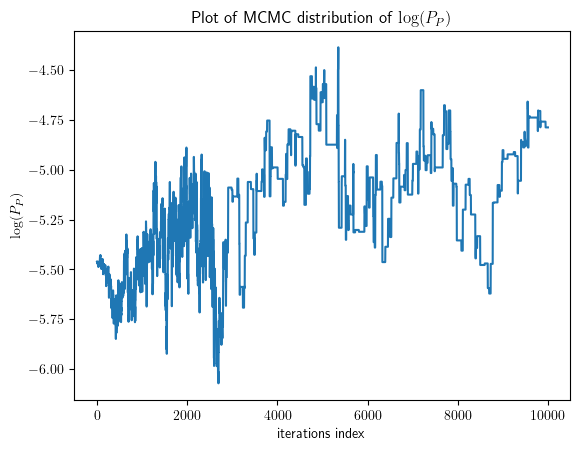 Plot of MCMC distribution of log(P_P)
−4.50
−4.75
−5.00
−5.25
−5.50
−5.75
−6.00
log(P_P)
0 2000 4000 6000 8000 10000
iterations index